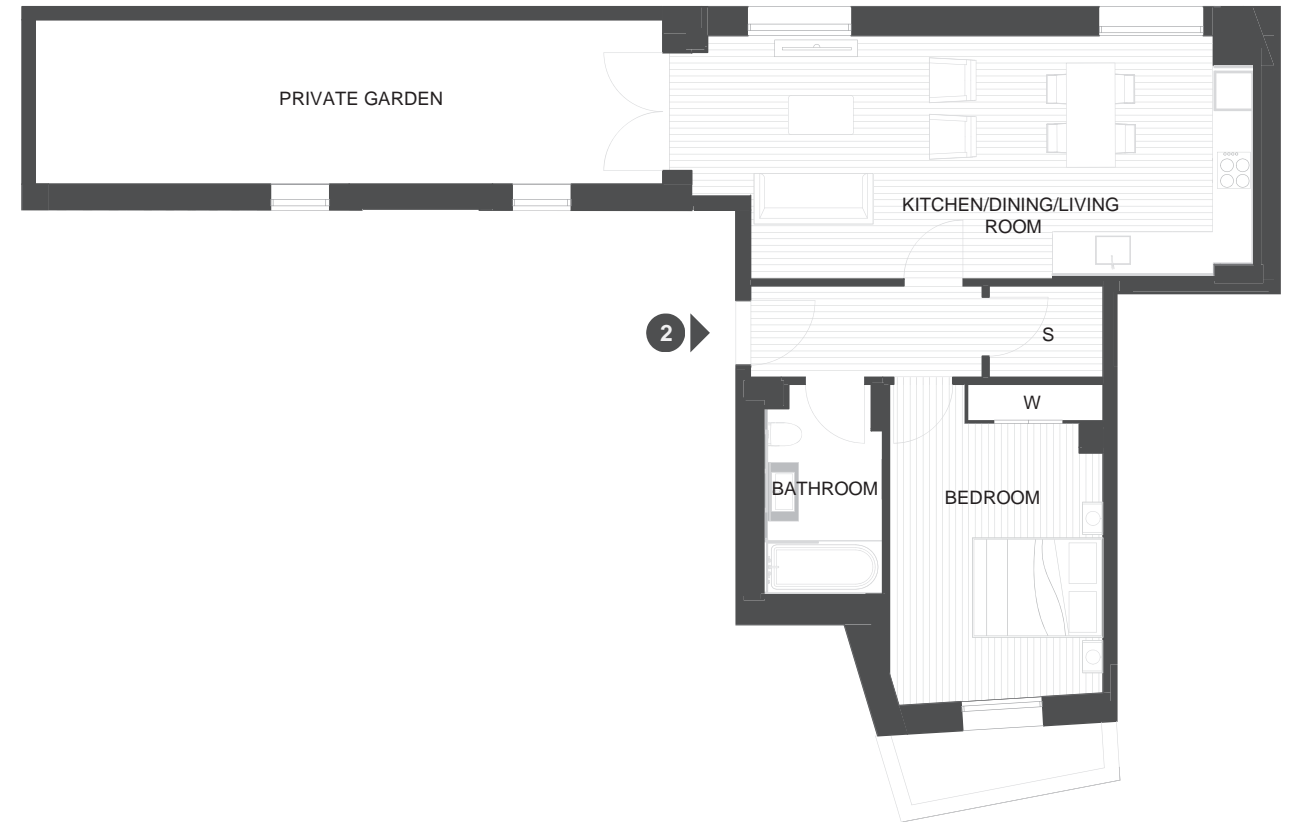 PRIVATE GARDEN
KITCHEN/DINING/LIVING
ROOM
2
S
W
BATHROOM
BEDROOM